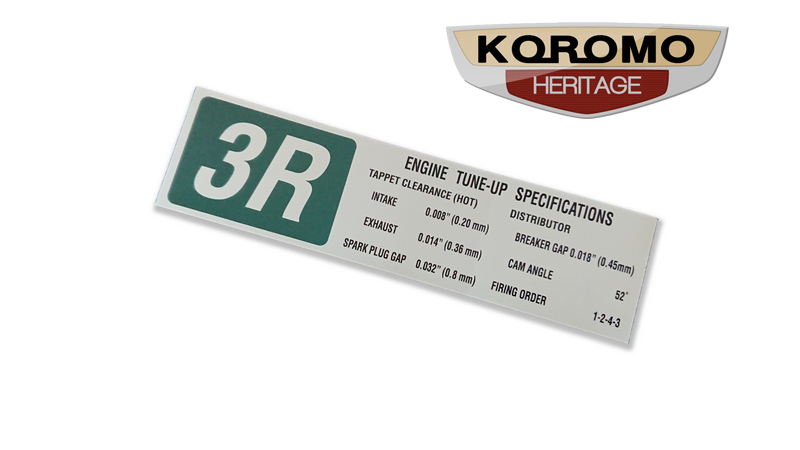 KOROMO
HERITAGE
3R
ENGINE TUNE-UP SPECIFICATIONS
TAPPET CLEARANCE (HOT)
INTAKE 0.008" (0.20 mm)
EXHAUST 0.014" (0.36 mm)
SPARK PLUG GAP 0.032" (0.8 mm)
DISTRIBUTOR
BREAKER GAP 0.018" (0.45mm)
CAM ANGLE 52°
FIRING ORDER 1-2-4-3